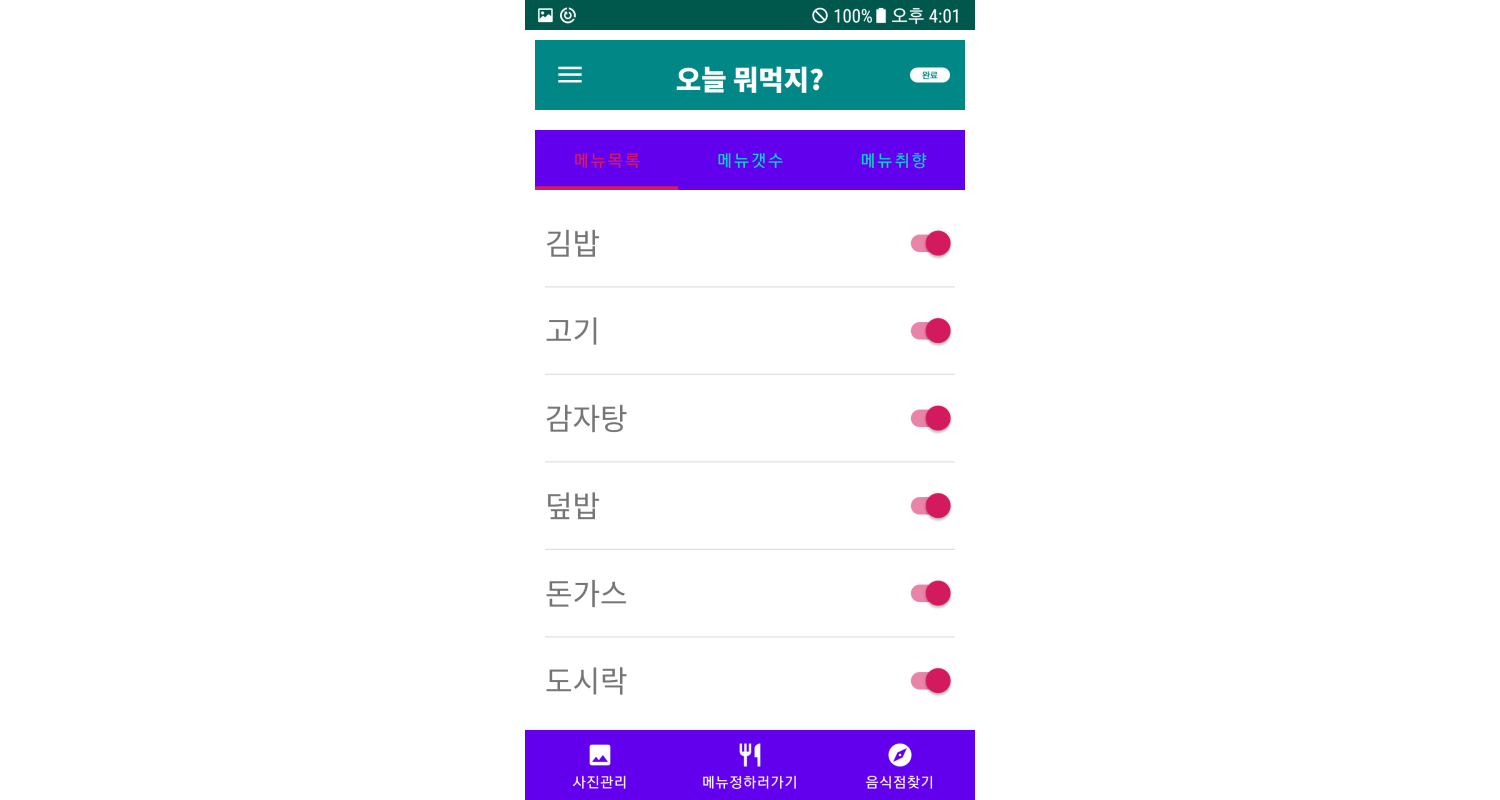 100% 오후 4:01
오늘 뭐먹지?
완료
메뉴목록 메뉴갯수 메뉴취향
김밥
고기
감자탕
덮밥
돈가스
도시락
사진관리 메뉴정하러가기 음식점찾기